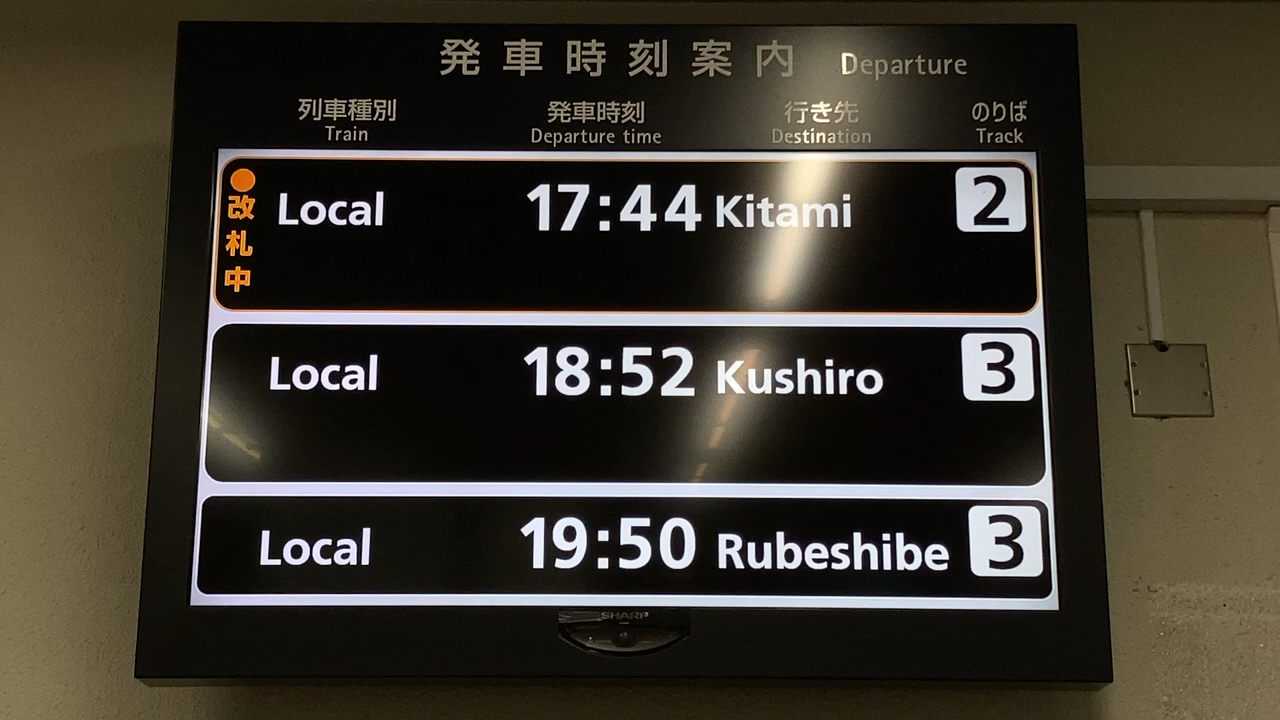 発車時刻案内 Departure
列車種別 発車時刻 行き先 のりば
Train Departure time Destination Track
●改札中
Local 17:44 Kitami 2
Local 18:52 Kushiro 3
Local 19:50 Rubeshibe 3
SHARP